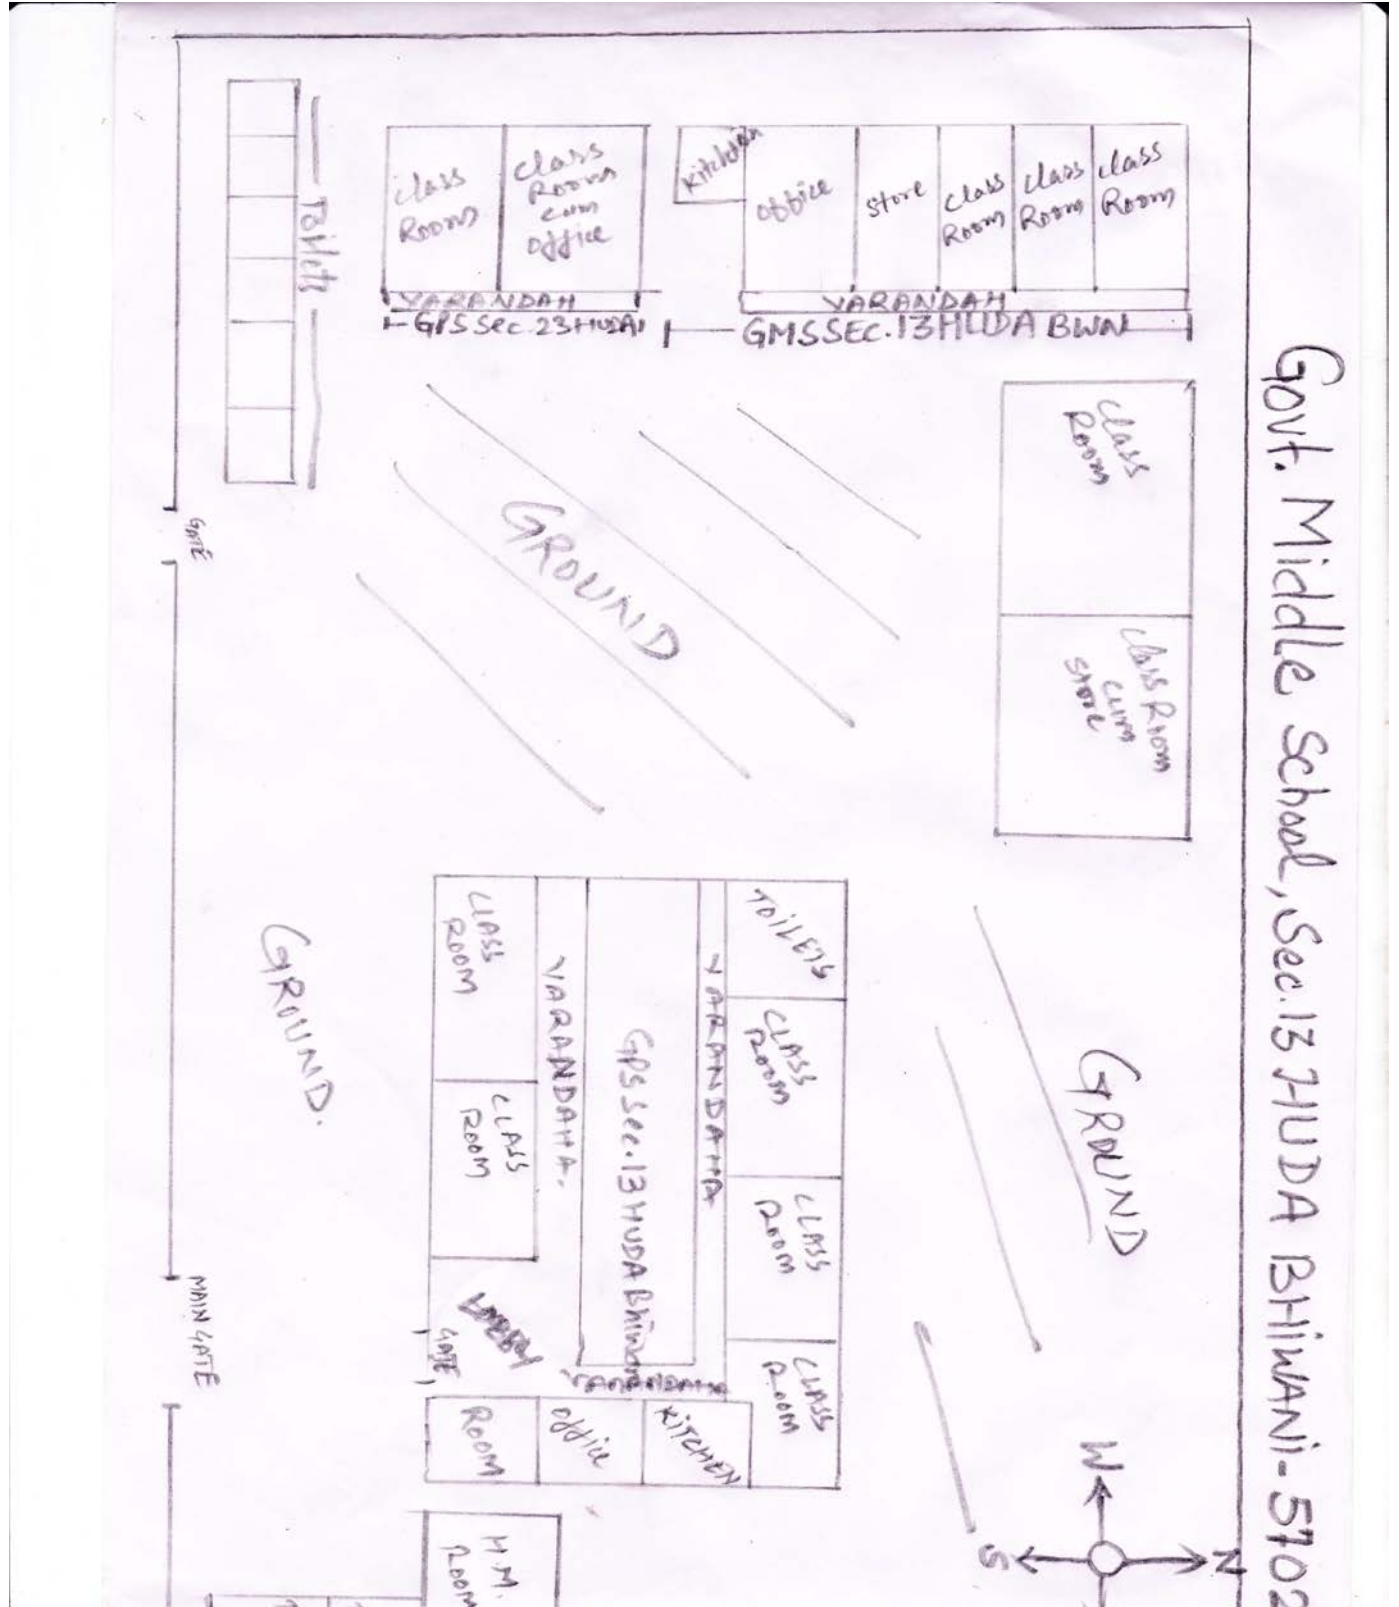 Govt. Middle School, Sec. 13 HUDA BHIWANI-5702
Toilets
Class
Room
Class
Room
cum
office
Kitchen
office
Store
Class
Room
Class
Room
Class
Room
VARANDAH
VARANDAH
GPS Sec. 23 HUDA
GMS SEC. 13 HUDA BWN
GATE
GROUND
Class
Room
Class Room
cum
store
GROUND.
MAIN GATE
CLASS
ROOM
CLASS
ROOM
VARANDAHA.
GPS Sec. 13 HUDA Bhiwani
VARANDAHA
TOILETS
CLASS
ROOM
CLASS
ROOM
CLASS
ROOM
GATE
ROOM
office
KITCHEN
GROUND
H.M.
ROOM
W
S
N